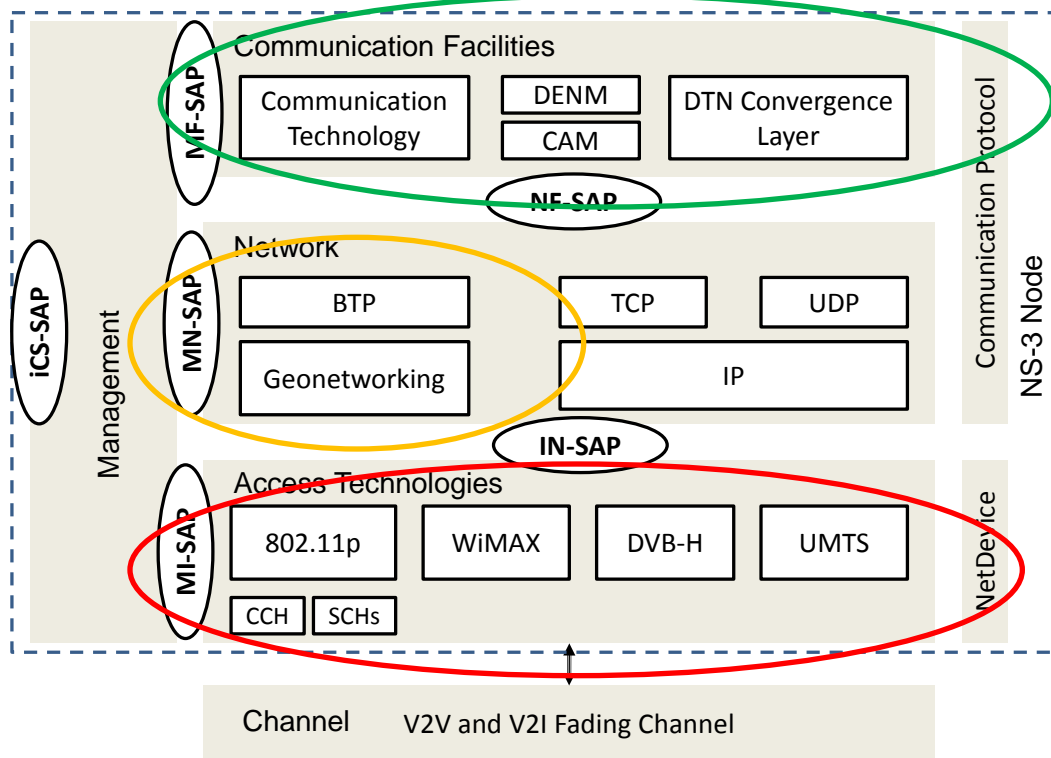 Communication Facilities
MF-SAP
Communication
Technology
DENM
CAM
DTN Convergence
Layer
NF-SAP
Communication Protocol
NS-3 Node
iCS-SAP
Management
MN-SAP
Network
BTP
TCP
UDP
Geonetworking
IP
IN-SAP
MI-SAP
Access Technologies
802.11p
WiMAX
DVB-H
UMTS
CCH
SCHs
NetDevice
Channel
V2V and V2I Fading Channel